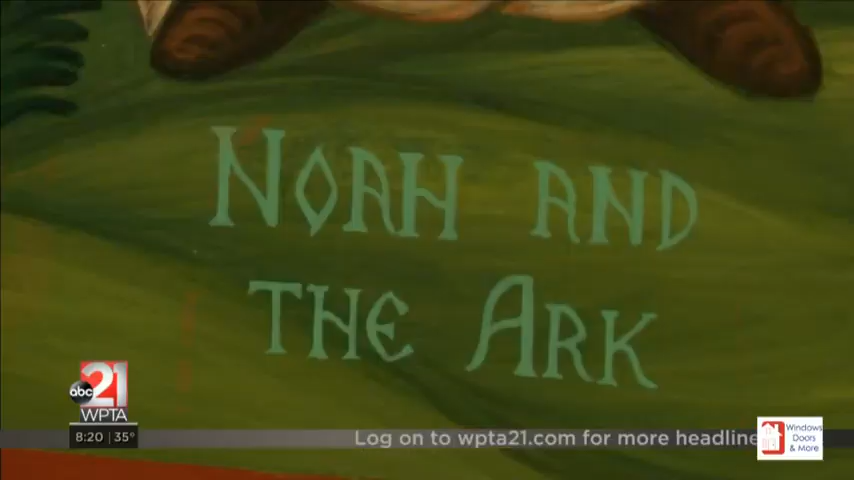 NOAH AND
THE ARK
abc 21
WPTA
8:20 35°
Log on to wpta21.com for more headline
Windows
Doors
& More